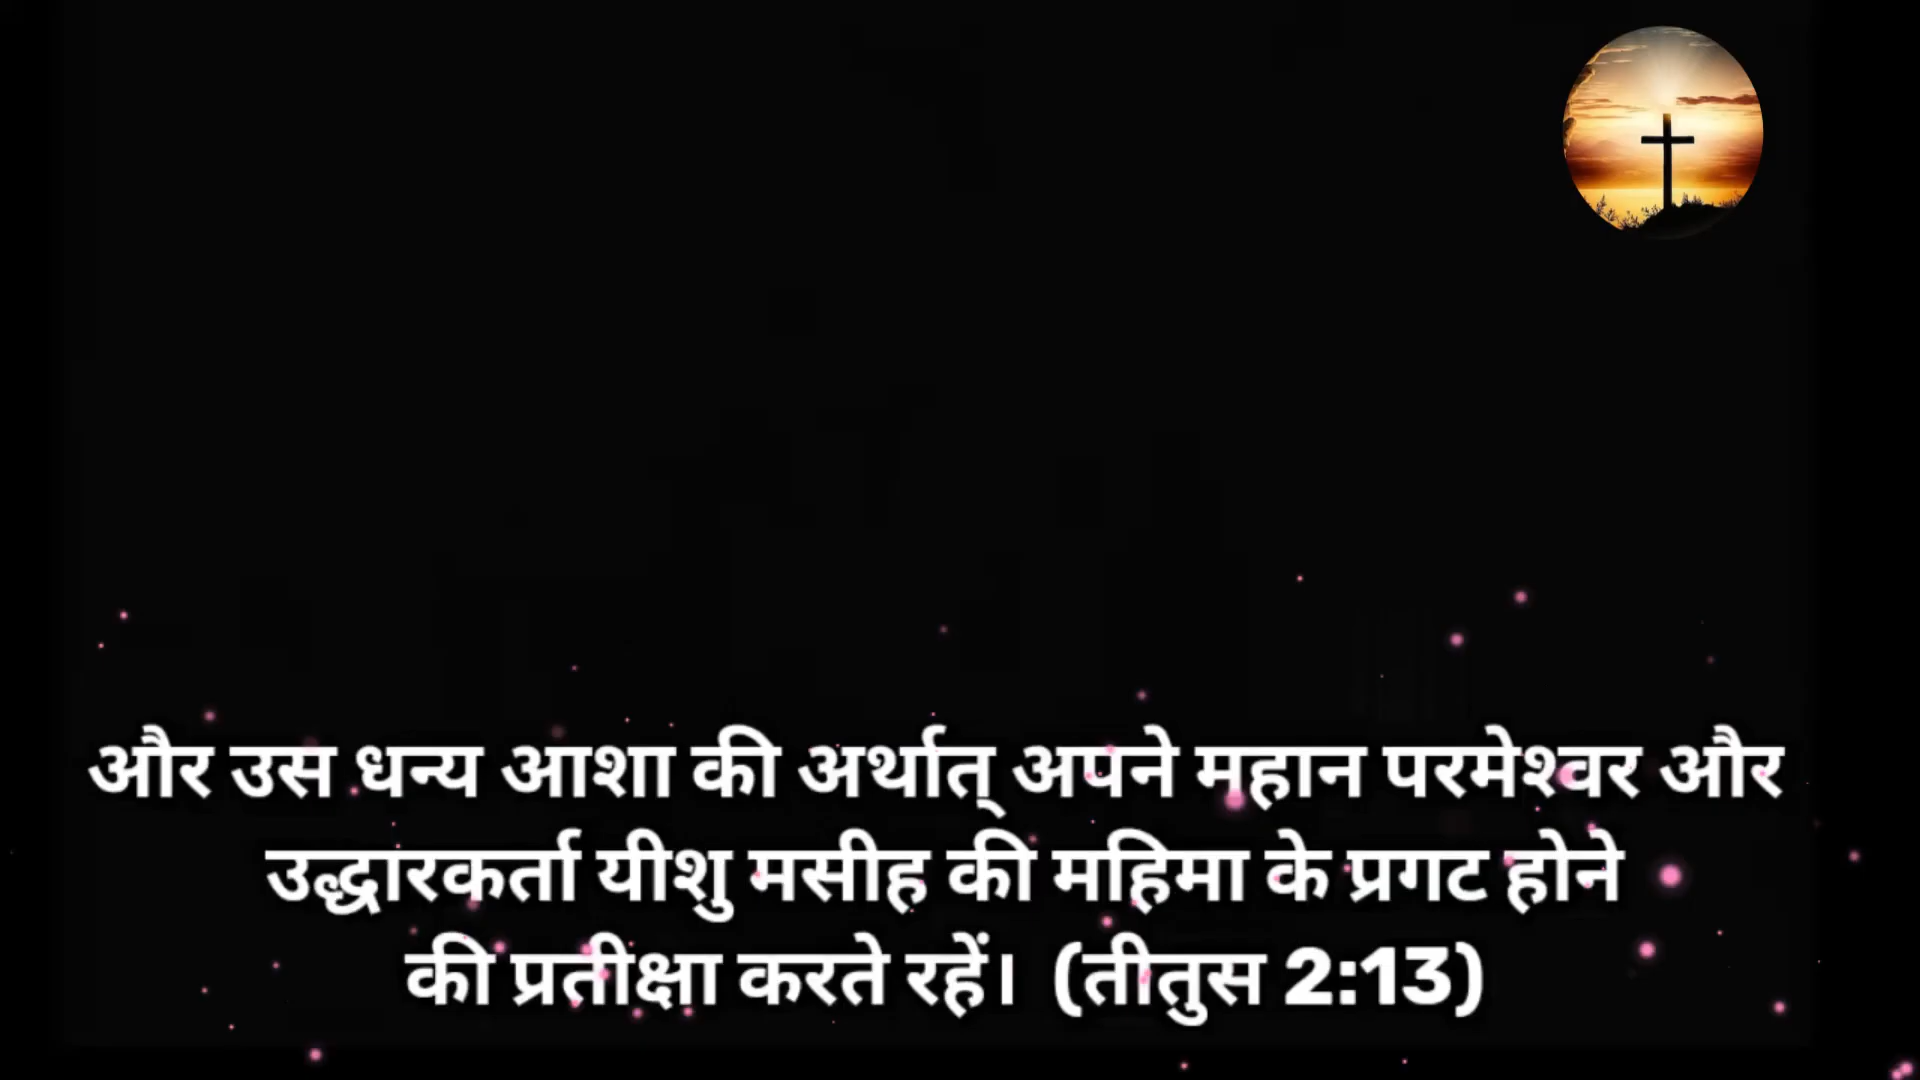 और उस धन्य आशा की अर्थात् अपने महान परमेश्वर और
उद्धारकर्ता यीशु मसीह की महिमा के प्रगट होने
की प्रतीक्षा करते रहें। (तीतुस 2:13)